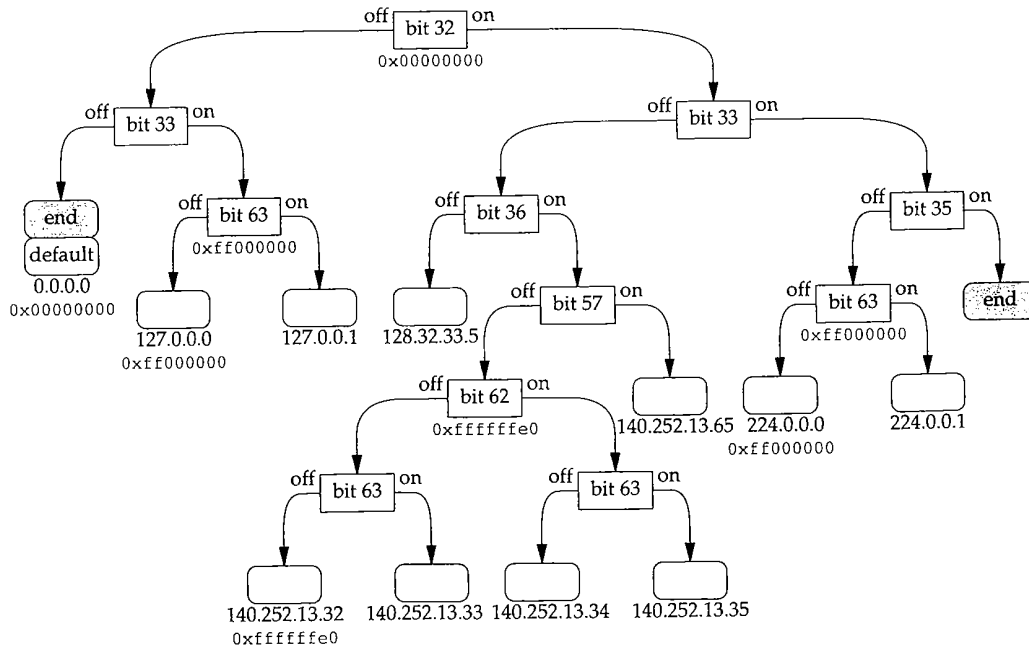 off bit 32 on
0x00000000
off bit 33 on
off bit 33 on
end
default
0.0.0.0
0x00000000
off bit 63 on
0xff000000
off bit 36 on
off bit 35 on
127.0.0.0
0xff000000
127.0.0.1
128.32.33.5
off bit 57 on
off bit 63 on
0xff000000
end
off bit 62 on
0xffffffe0
140.252.13.65
224.0.0.0
0xff000000
224.0.0.1
off bit 63 on
off bit 63 on
140.252.13.32
0xffffffe0
140.252.13.33
140.252.13.34
140.252.13.35